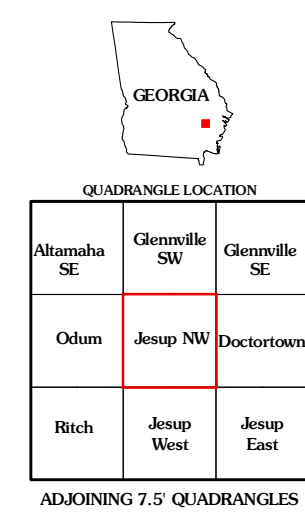 GEORGIA
QUADRANGLE LOCATION
Altamaha
SE
Glennville
SW
Glennville
SE
Odum
Jesup NW
Doctortown
Ritch
Jesup
West
Jesup
East
ADJOINING 7.5' QUADRANGLES